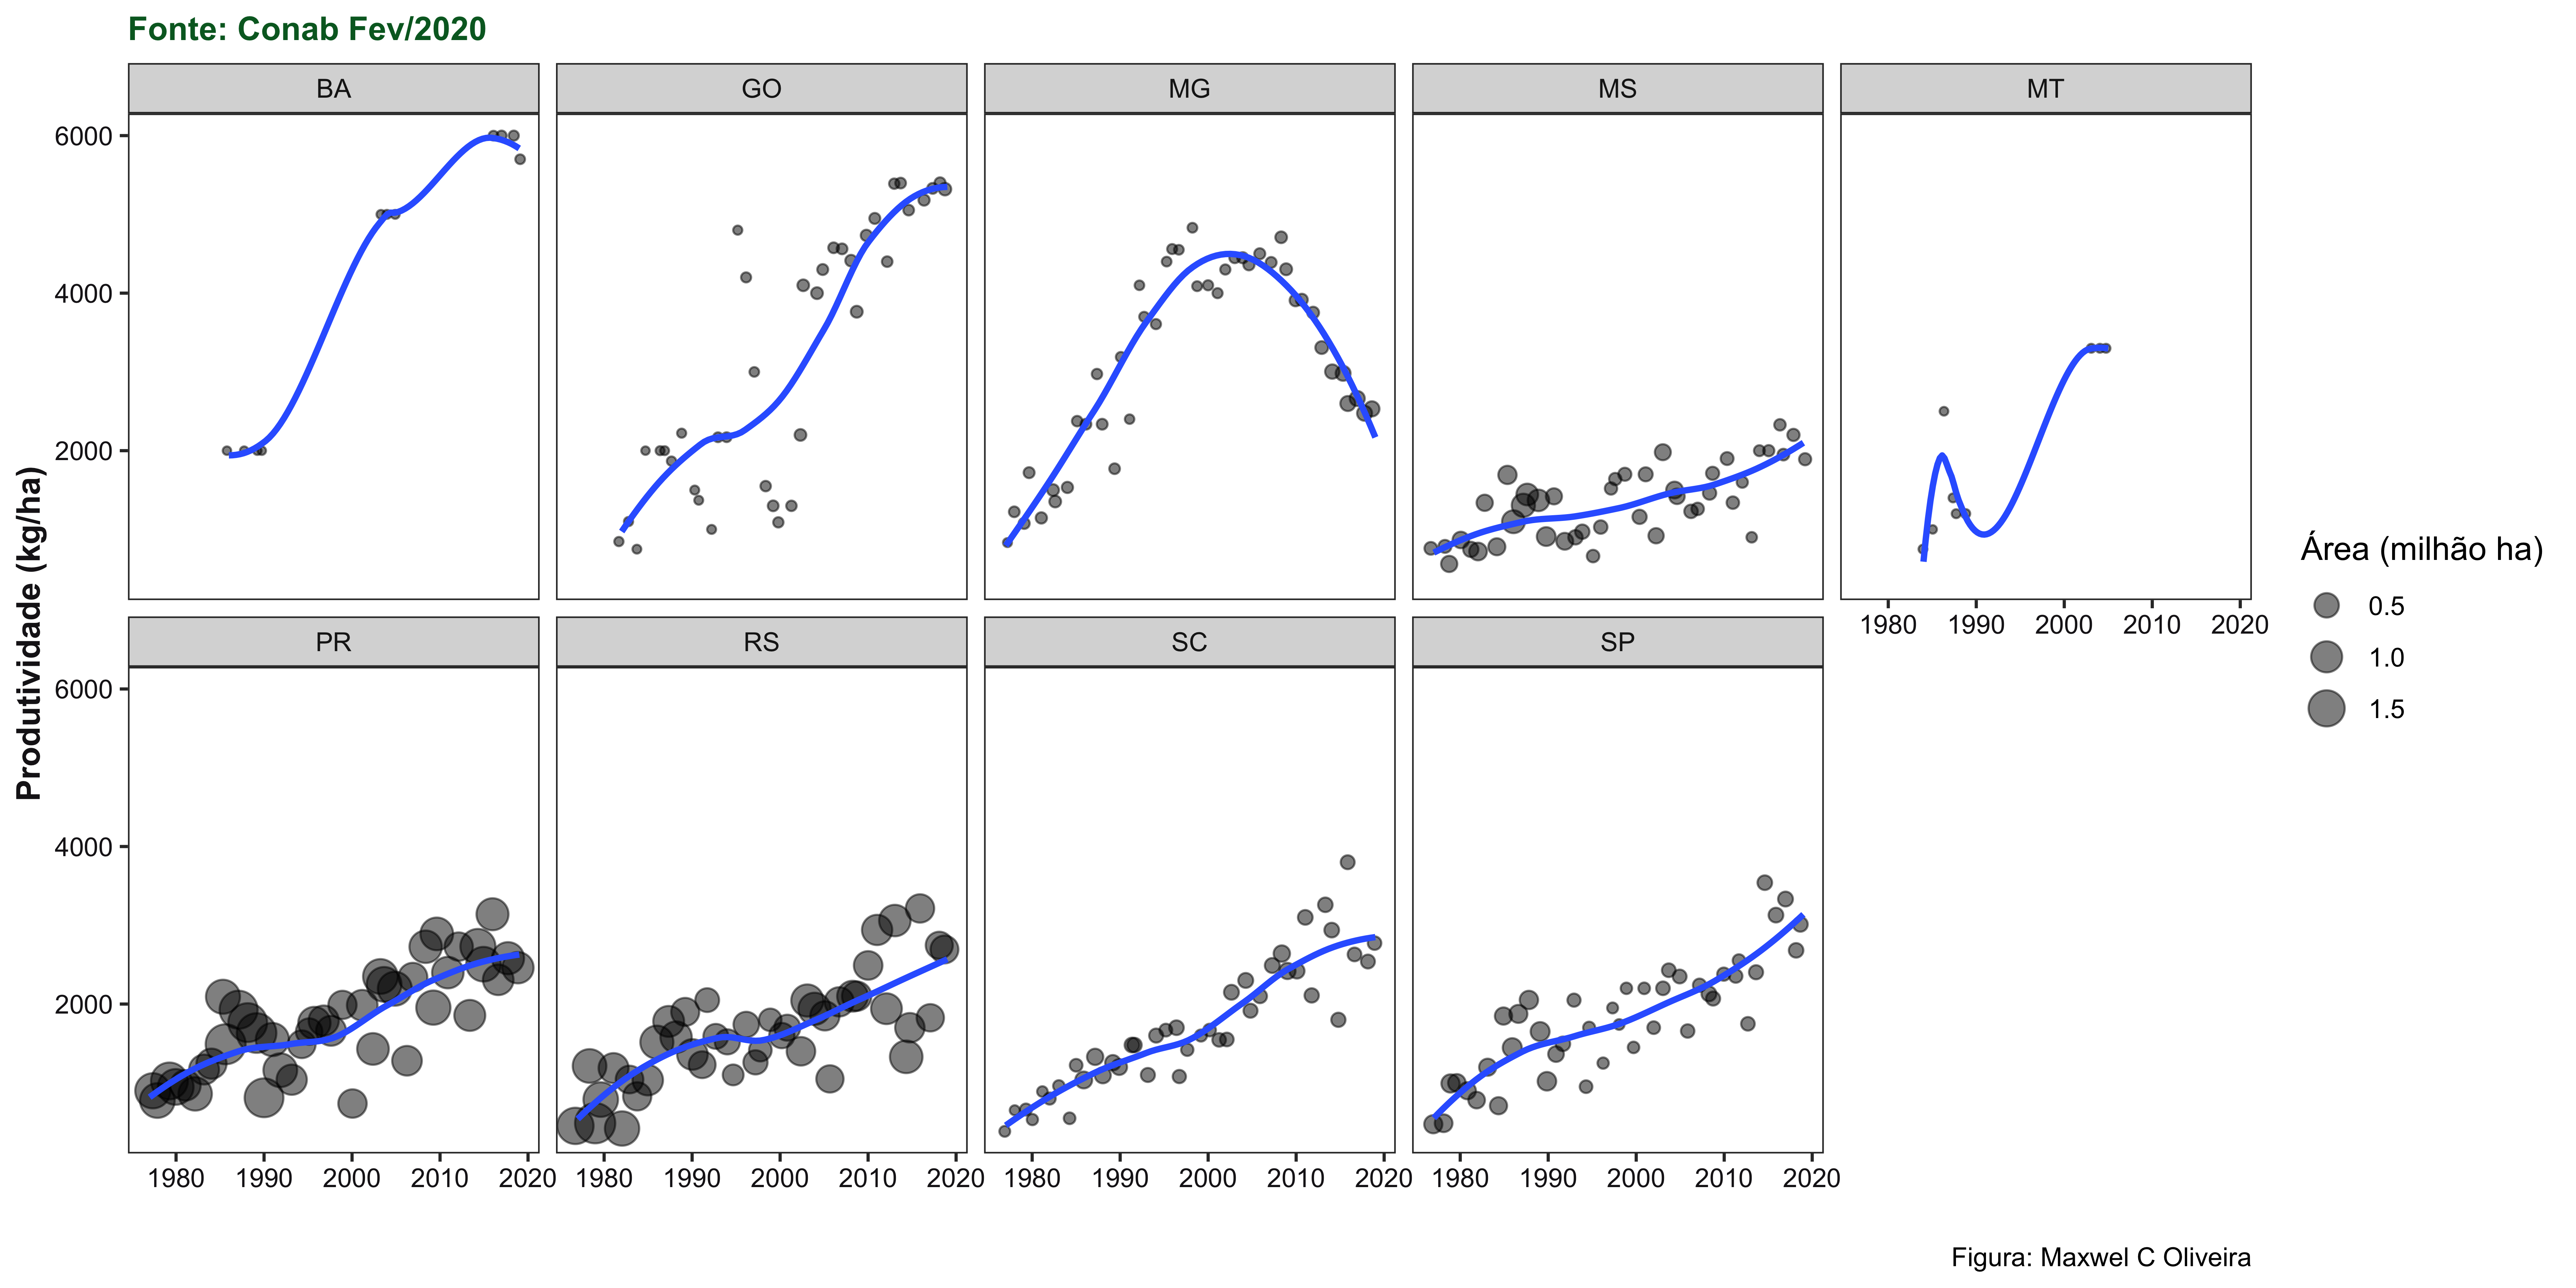 Fonte: Conab Fev/2020
BA GO MG MS MT
6000
4000
2000
1980 1990 2000 2010 2020
Produtividade (kg/ha)
PR RS SC SP
6000
4000
2000
1980 1990 2000 2010 2020 1980 1990 2000 2010 2020 1980 1990 2000 2010 2020 1980 1990 2000 2010 2020
Área (milhão ha)
0.5
1.0
1.5
Figura: Maxwel C Oliveira